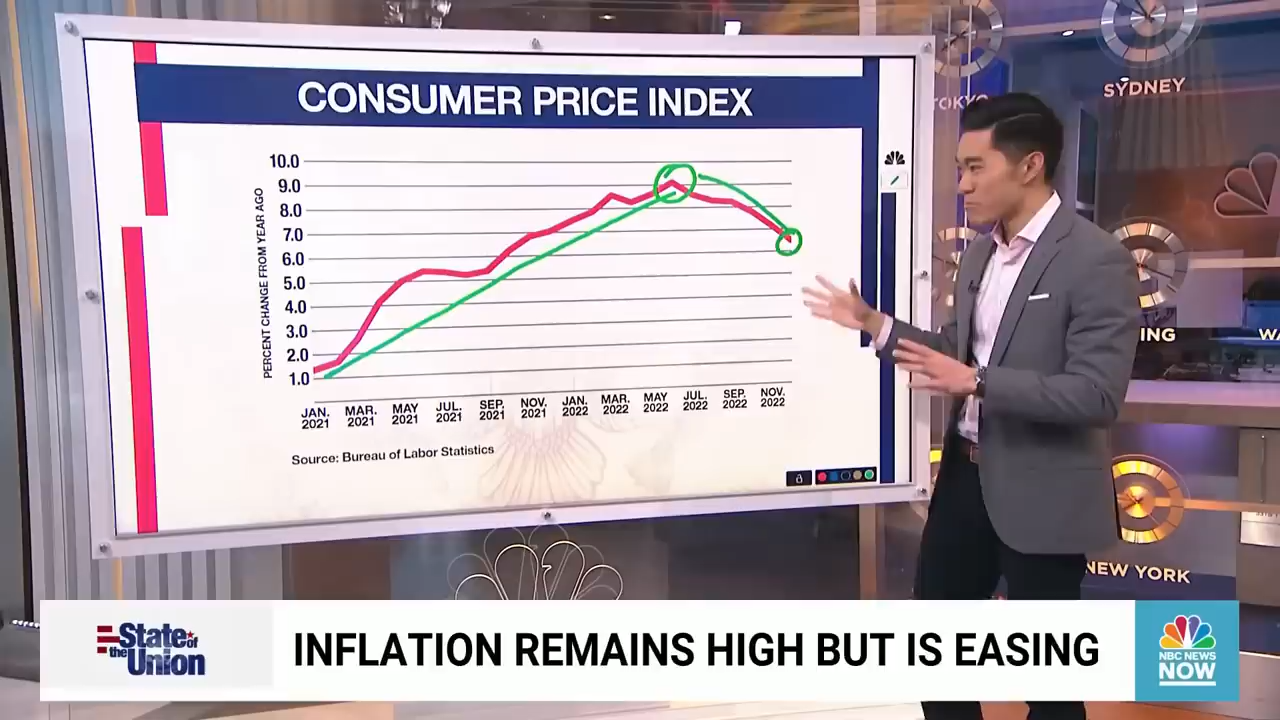 CONSUMER PRICE INDEX
PERCENT CHANGE FROM YEAR AGO
10.0
9.0
8.0
7.0
6.0
5.0
4.0
3.0
2.0
1.0
JAN. 2021
MAR. 2021
MAY 2021
JUL. 2021
SEP. 2021
NOV. 2021
JAN. 2022
MAR. 2022
MAY 2022
JUL. 2022
SEP. 2022
NOV. 2022
Source: Bureau of Labor Statistics
TOKYO
SYDNEY
ING
WA
NEW YORK
State of
the Union
INFLATION REMAINS HIGH BUT IS EASING
NBC NEWS
NOW